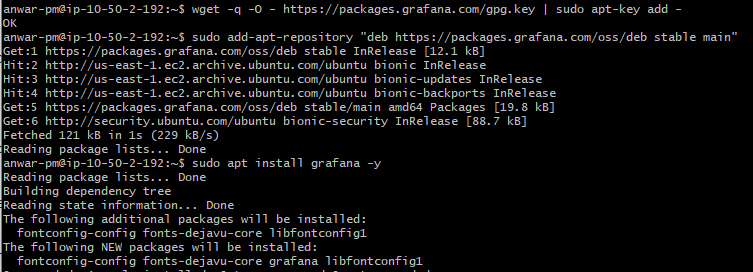 anwar-pm@ip-10-50-2-192:~$ wget -q -O - https://packages.grafana.com/gpg.key | sudo apt-key add -
OK
anwar-pm@ip-10-50-2-192:~$ sudo add-apt-repository "deb https://packages.grafana.com/oss/deb stable main"
Get:1 https://packages.grafana.com/oss/deb stable InRelease [12.1 kB]
Hit:2 http://us-east-1.ec2.archive.ubuntu.com/ubuntu bionic InRelease
Hit:3 http://us-east-1.ec2.archive.ubuntu.com/ubuntu bionic-updates InRelease
Hit:4 http://us-east-1.ec2.archive.ubuntu.com/ubuntu bionic-backports InRelease
Get:5 https://packages.grafana.com/oss/deb stable/main amd64 Packages [19.8 kB]
Get:6 http://security.ubuntu.com/ubuntu bionic-security InRelease [88.7 kB]
Fetched 121 kB in 1s (229 kB/s)
Reading package lists... Done
anwar-pm@ip-10-50-2-192:~$ sudo apt install grafana -y
Reading package lists... Done
Building dependency tree
Reading state information... Done
The following additional packages will be installed:
  fontconfig-config fonts-dejavu-core libfontconfig1
The following NEW packages will be installed:
  fontconfig-config fonts-dejavu-core grafana libfontconfig1